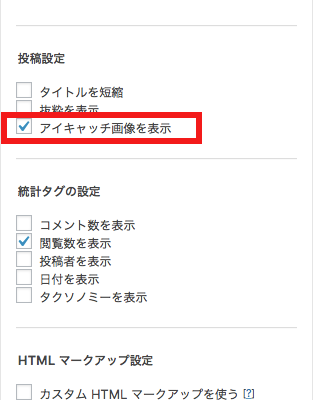 投稿設定
タイトルを短縮
抜粋を表示
アイキャッチ画像を表示
統計タグの設定
コメント数を表示
閲覧数を表示
投稿者を表示
日付を表示
タクソノミーを表示
HTML マークアップ設定
カスタム HTML マークアップを使う [?]